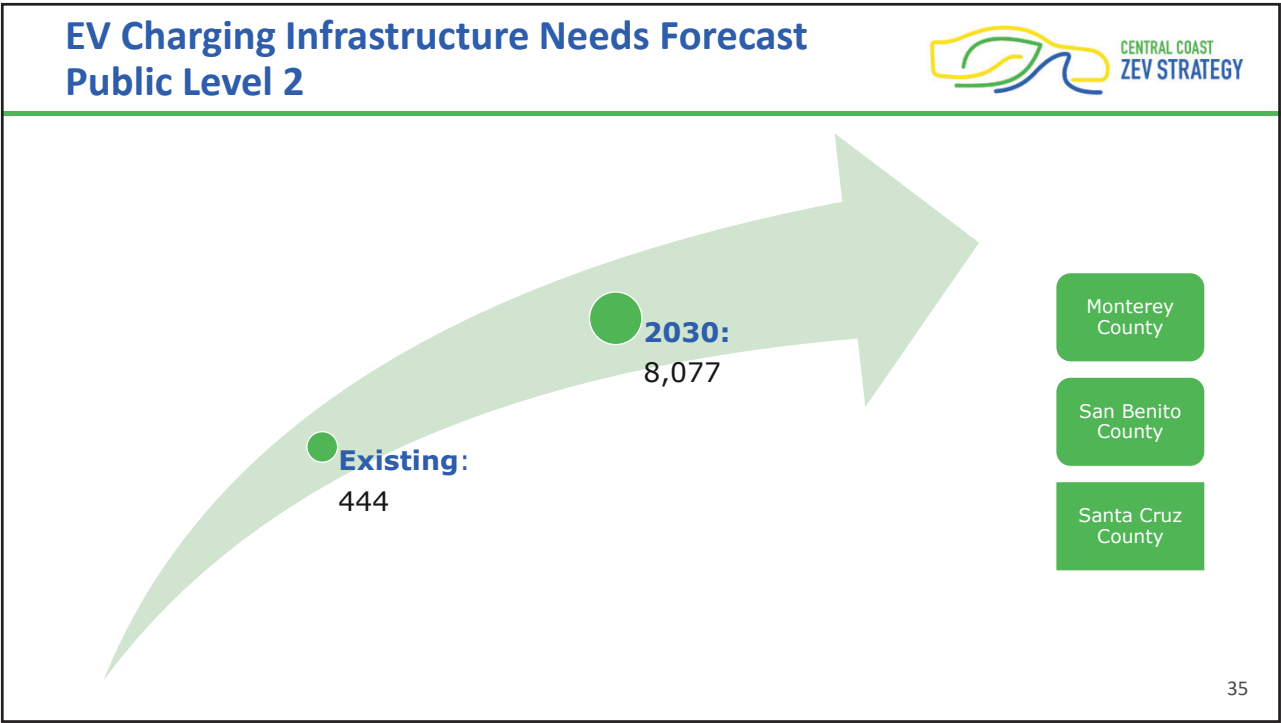 EV Charging Infrastructure Needs Forecast
Public Level 2
CENTRAL COAST
ZEV STRATEGY
2030:
8,077
Existing:
444
Monterey
County
San Benito
County
Santa Cruz
County
35